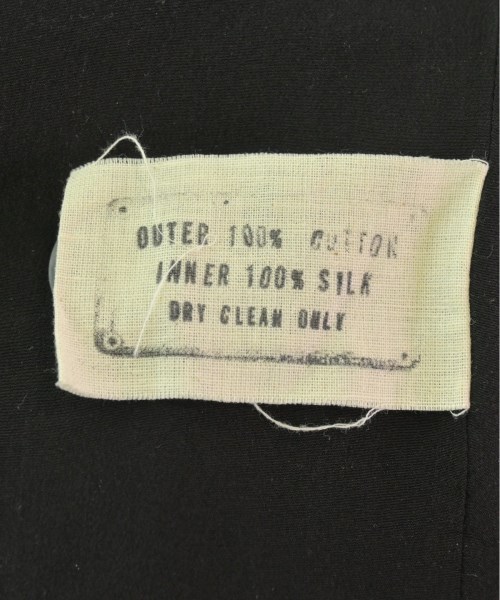 OUTER 100% COTTON
INNER 100% SILK
DRY CLEAN ONLY